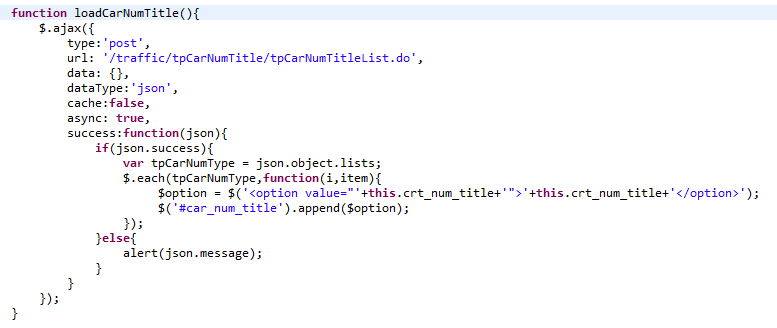 function loadCarNumTitle(){
    $.ajax({
        type:'post',
        url: '/traffic/tpCarNumTitle/tpCarNumTitleList.do',
        data: {},
        dataType:'json',
        cache:false,
        async: true,
        success:function(json){
            if(json.success){
                var tpCarNumType = json.object.lists;
                $.each(tpCarNumType,function(i,item){
                     $option = $('<option value="'+this.crt_num_title+'">'+this.crt_num_title+'</option>');
                     $('#car_num_title').append($option);
                });
            }else{
                alert(json.message);
            }
        }
    });
}